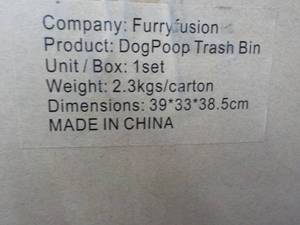 Company: Furryfusion
Product: DogPoop Trash Bin
Unit / Box: 1set
Weight: 2.3kgs/carton
Dimensions: 39*33*38.5cm
MADE IN CHINA